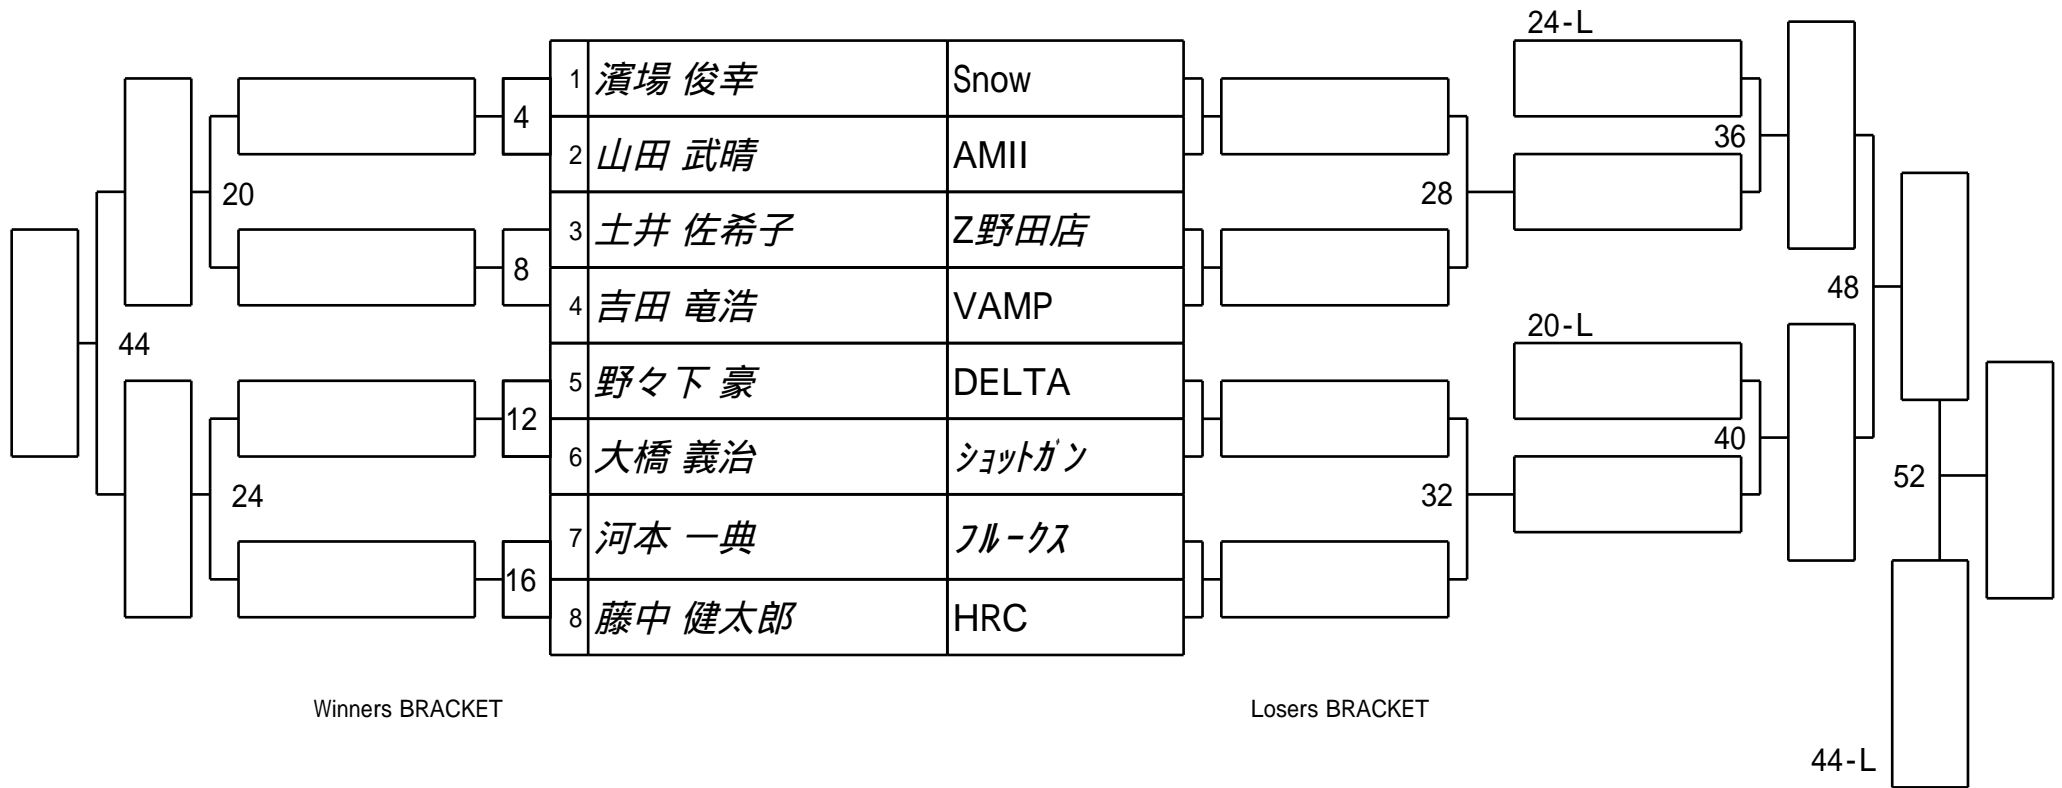 24-L
1 濱場 俊幸 Snow
4
2 山田 武晴 AMII
36
20
28
3 土井 佐希子 Z野田店
8
4 吉田 竜浩 VAMP
48
20-L
44
5 野々下 豪 DELTA
12
40
6 大橋 義治 ショットガン
52
24
32
7 河本 一典 フルークス
16
8 藤中 健太郎 HRC
Winners BRACKET
Losers BRACKET
44-L